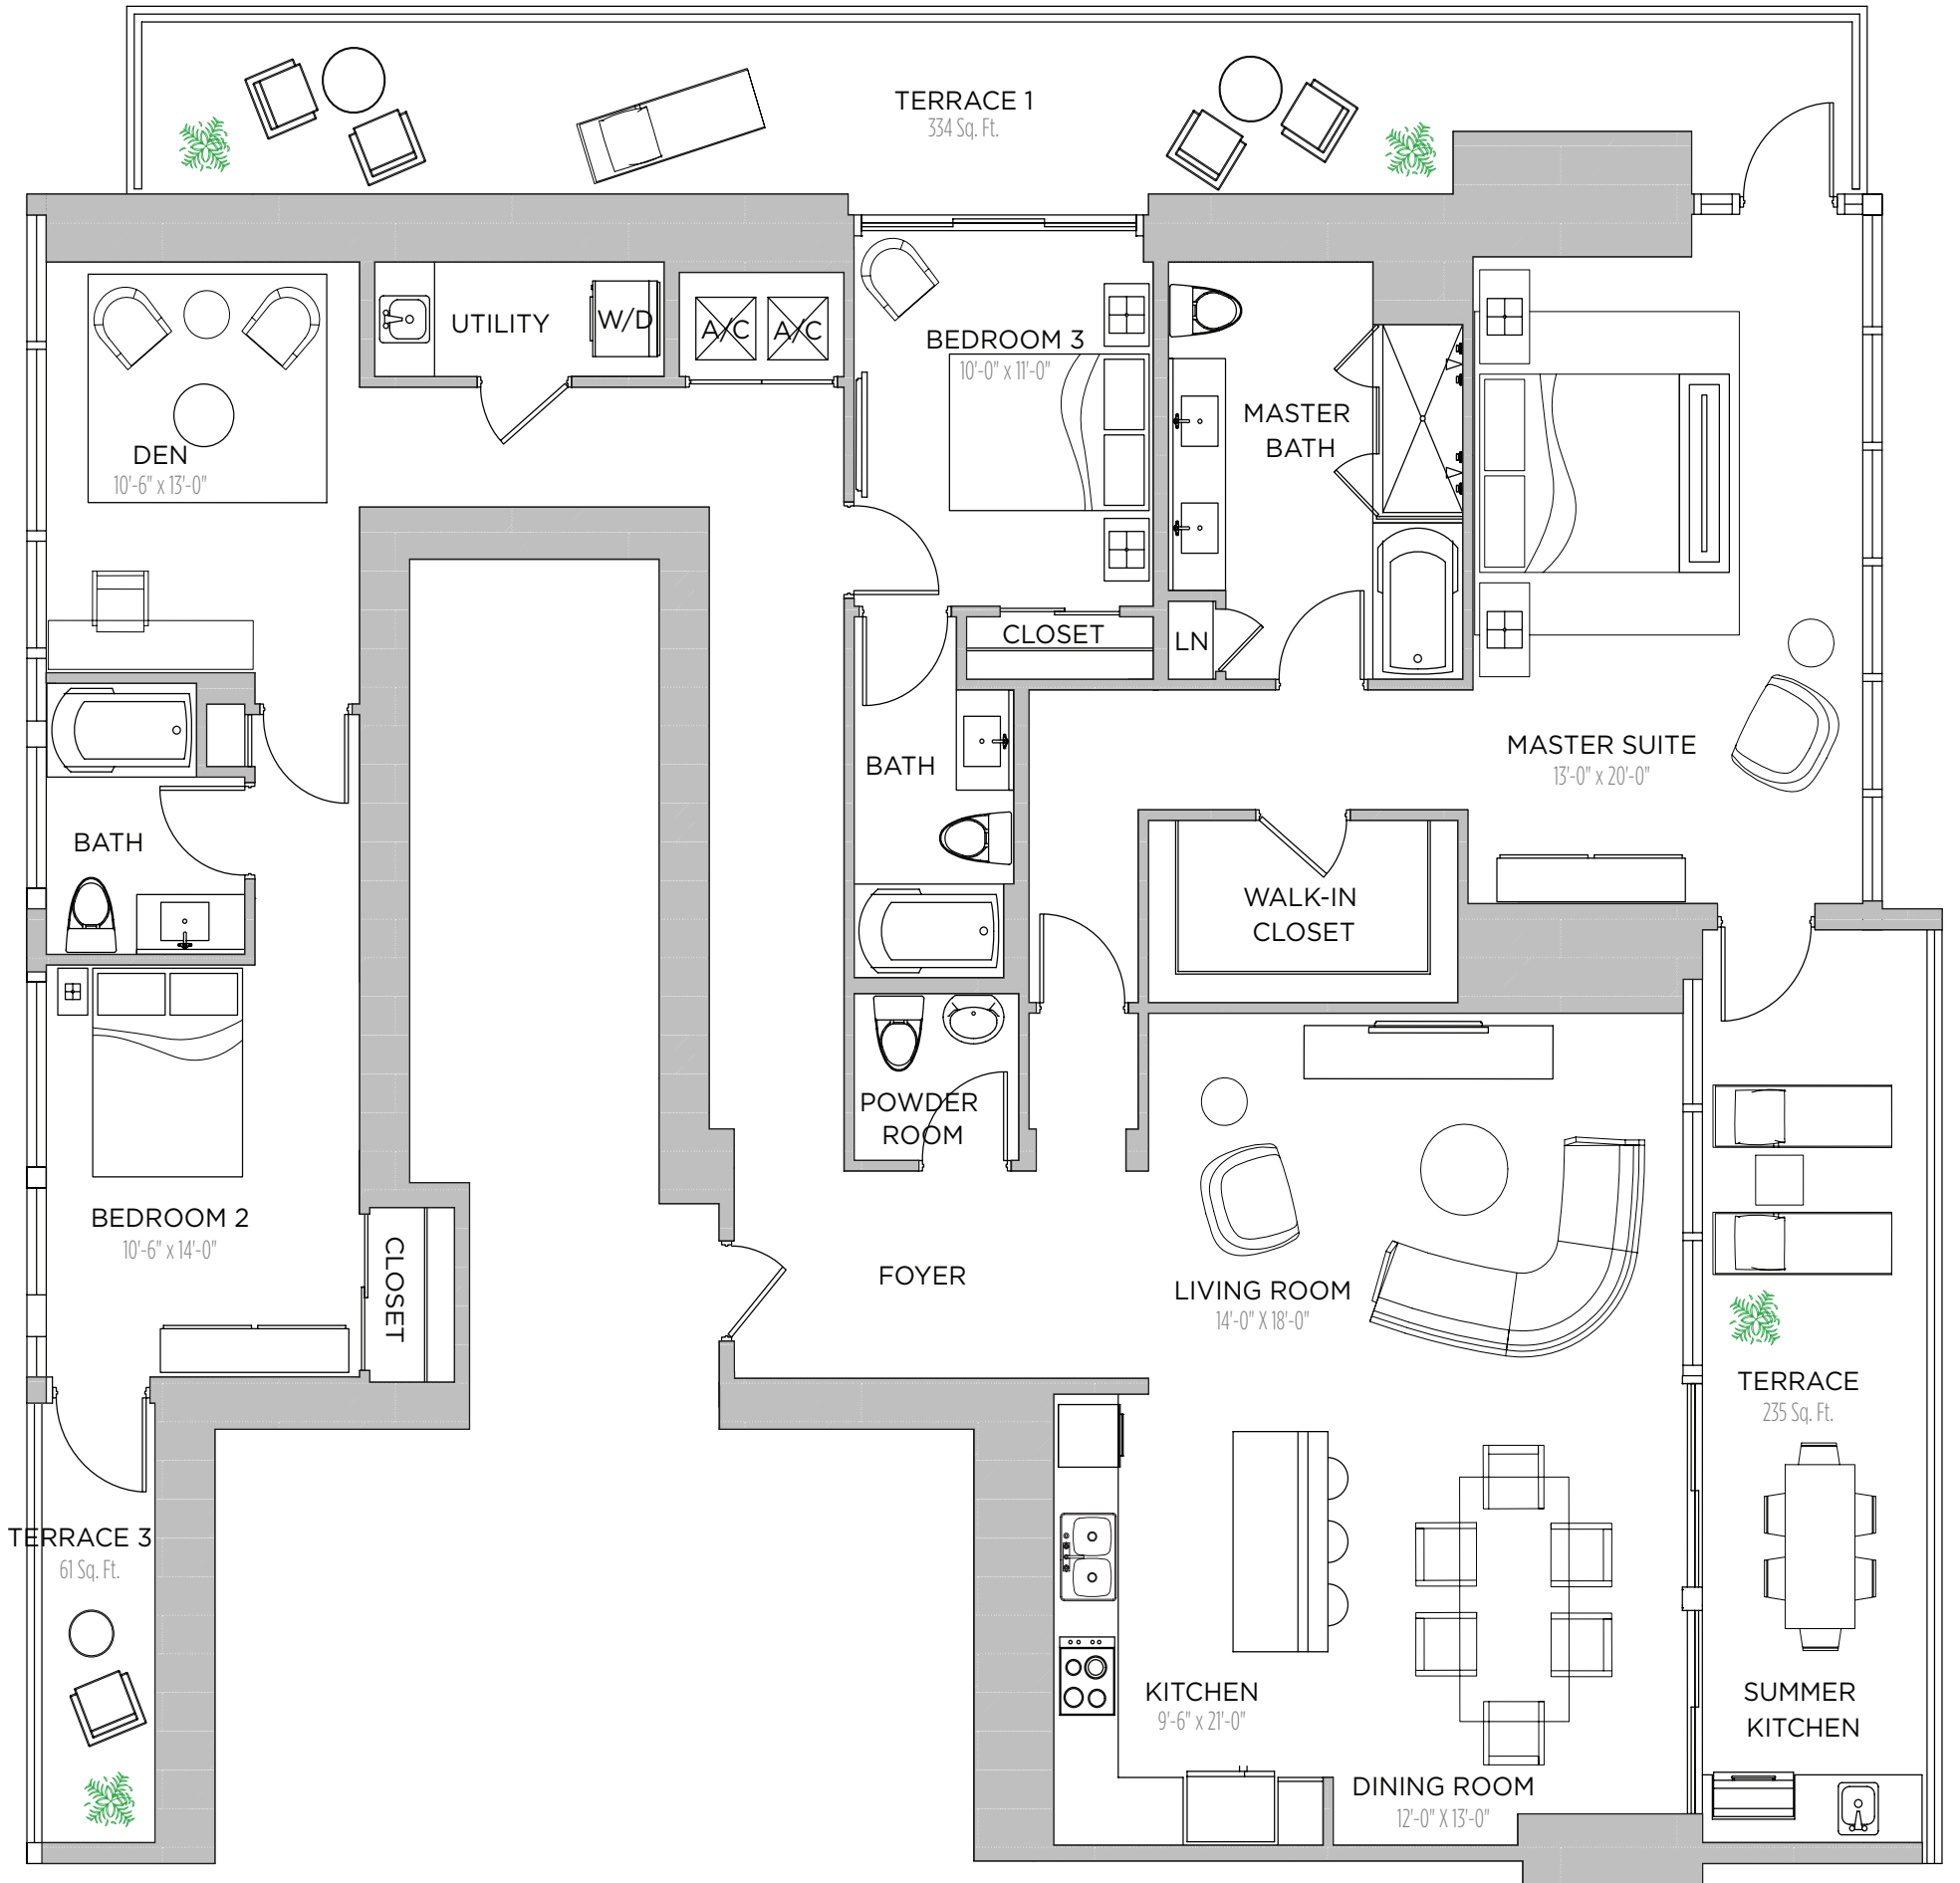 TERRACE 1
334 Sq. Ft.
UTILITY
W/D
A/C
A/C
BEDROOM 3
10'-0" x 11'-0"
MASTER
BATH
DEN
10'-6" x 13'-0"
CLOSET
LN
MASTER SUITE
13'-0" x 20'-0"
BATH
BATH
WALK-IN
CLOSET
POWDER
ROOM
BEDROOM 2
10'-6" x 14'-0"
CLOSET
FOYER
LIVING ROOM
14'-0" X 18'-0"
TERRACE
235 Sq. Ft.
TERRACE 3
61 Sq. Ft.
KITCHEN
9'-6" x 21'-0"
SUMMER
KITCHEN
DINING ROOM
12'-0" X 13'-0"